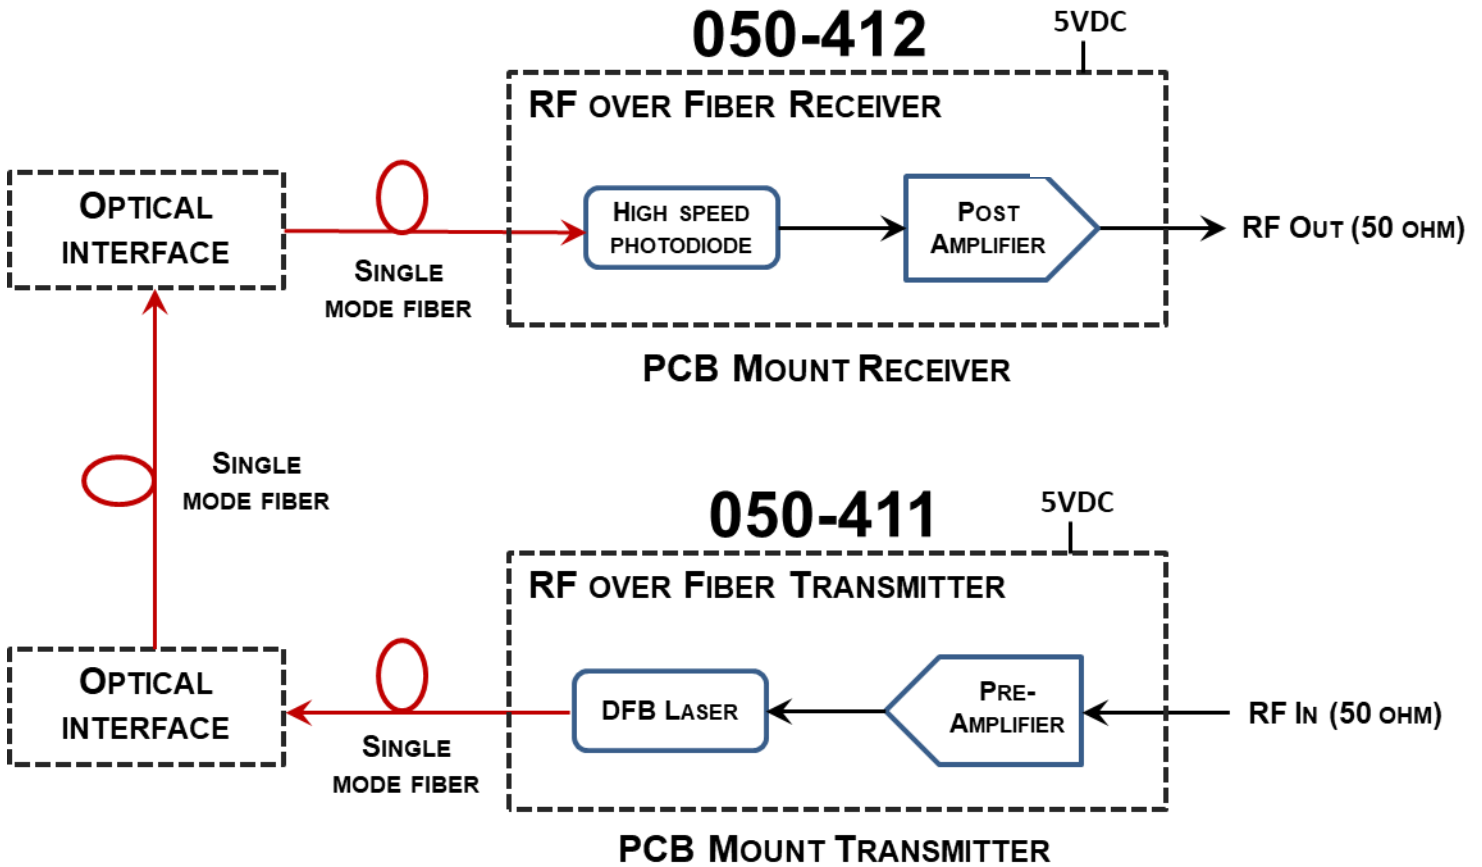 050-412
5VDC
RF OVER FIBER RECEIVER
OPTICAL
INTERFACE
HIGH SPEED
PHOTODIODE
POST
AMPLIFIER
RF OUT (50 OHM)
SINGLE
MODE FIBER
PCB MOUNT RECEIVER
SINGLE
MODE FIBER
050-411
5VDC
RF OVER FIBER TRANSMITTER
OPTICAL
INTERFACE
DFB LASER
PRE-
AMPLIFIER
RF IN (50 OHM)
SINGLE
MODE FIBER
PCB MOUNT TRANSMITTER